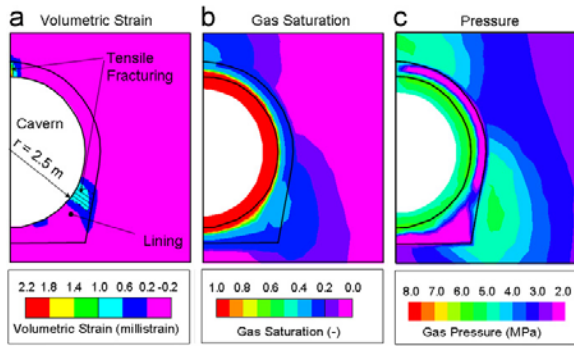 a Volumetric Strain
Tensile
Fracturing
Cavern
r = 2.5 m
Lining
2.2 1.8 1.4 1.0 0.6 0.2-0.2
Volumetric Strain (millistrain)
b Gas Saturation
1.0 0.8 0.6 0.4 0.2 0.0
Gas Saturation (-)
c Pressure
8.0 7.0 6.0 5.0 4.0 3.0 2.0
Gas Pressure (MPa)